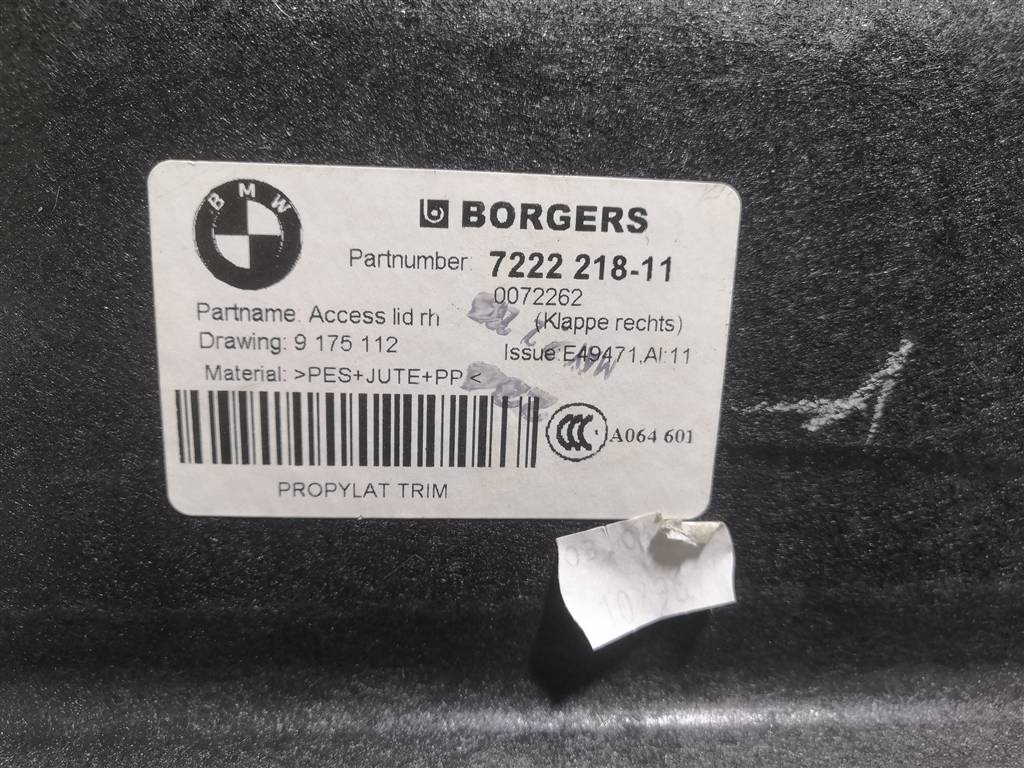 BMW
BORGERS
Partnumber: 7222 218-11
0072262
Partname: Access lid rh (Klappe rechts)
Drawing: 9 175 112 Issue:E49471,AI:11
Material: >PES+JUTE+PP<
CCC A064 601
PROPYLAT TRIM